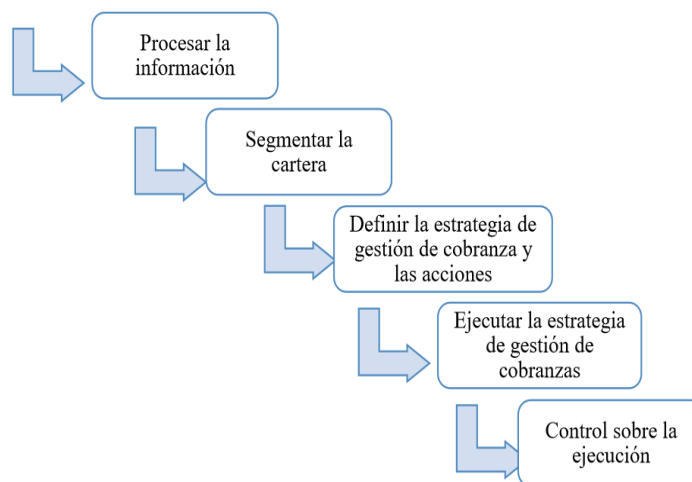 Procesar la
información
Segmentar la
cartera
Definir la estrategia de
gestión de cobranza y
las acciones
Ejecutar la estrategia
de gestión de
cobranzas
Control sobre la
ejecución